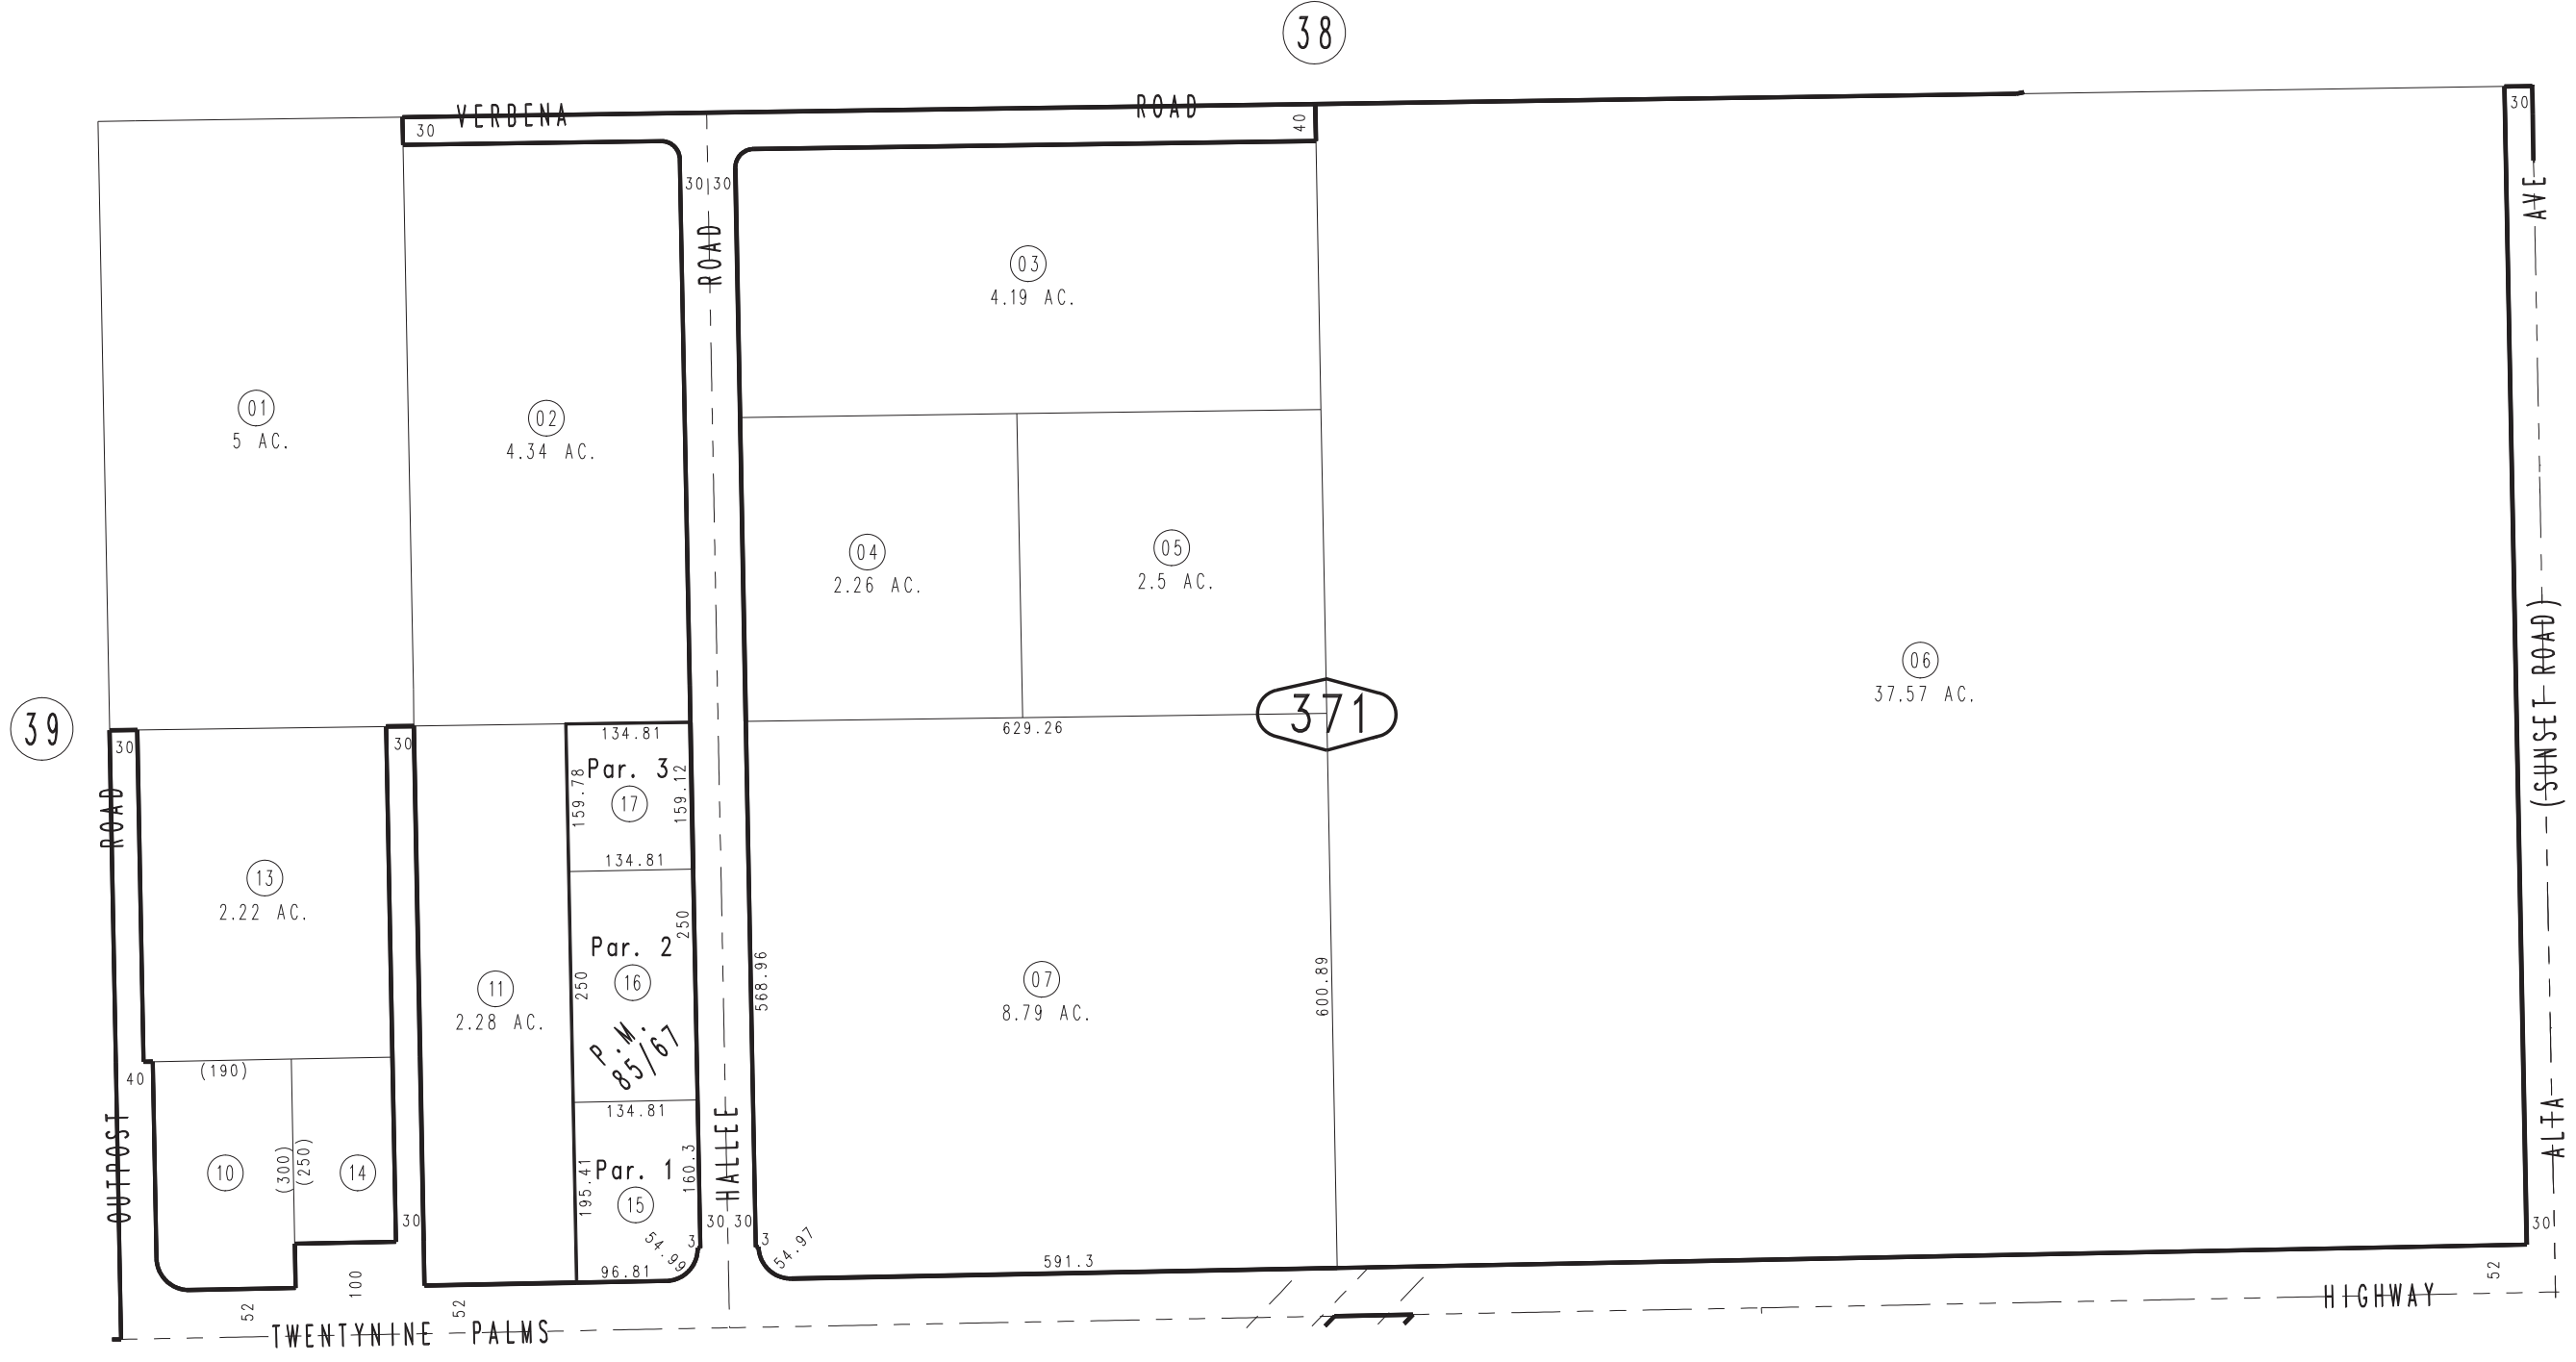 38
VERBENA ROAD
30
40
30
30 30
ROAD
AVE
03
4.19 AC.
01
5 AC.
02
4.34 AC.
04
2.26 AC.
05
2.5 AC.
06
37.57 AC.
(SUNSET ROAD)
39
371
629.26
30
30
134.81
Par. 3
159.78
159.12
17
ROAD
134.81
13
2.22 AC.
250
Par. 2
16
250
11
2.28 AC.
P.M.
85/67
568.96
07
8.79 AC.
600.89
(190)
40
134.81
OUTPOST
10
(300)
(250)
14
Par. 1
195.41
160.3
15
HALLEE
ALTA
30
30 30
30
54.99
3
3
54.97
96.81
591.3
52
100
52
52
TWENTYNINE PALMS
HIGHWAY